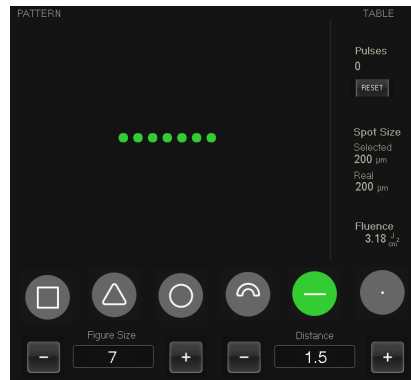 PATTERN
TABLE
Pulses
0
RESET
Spot Size
Selected
200 µm
Real
200 µm
Fluence
3.18 J/cm²
Figure Size
Distance
- 7 +
- 1.5 +